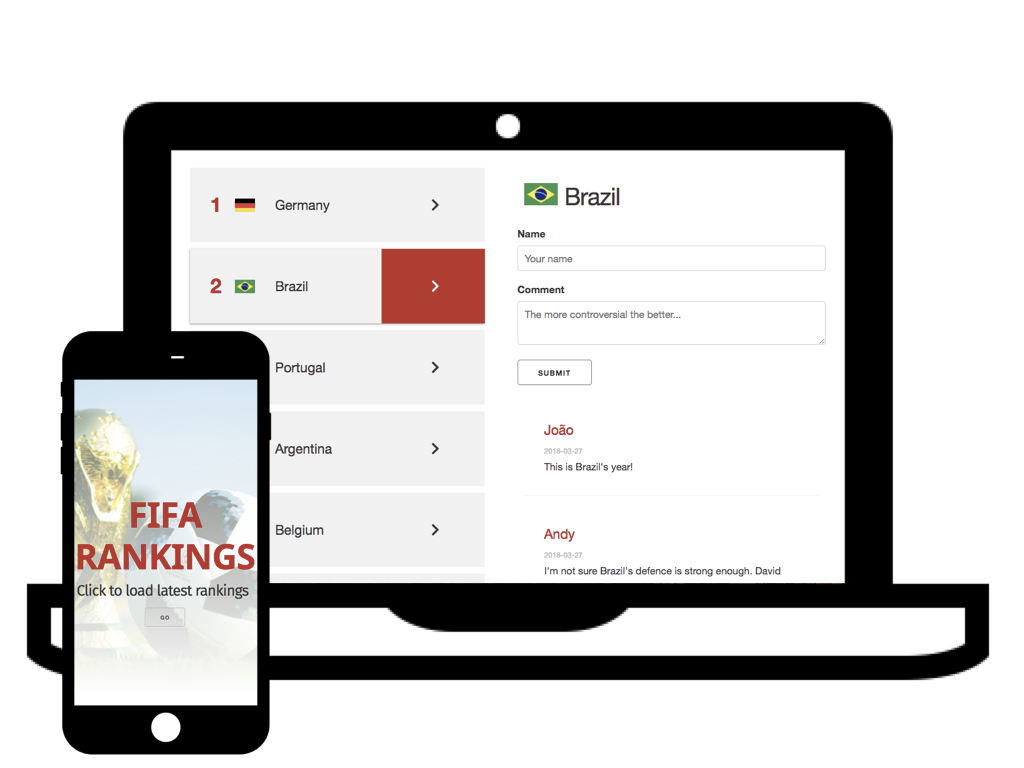 1 Germany
2 Brazil
Portugal
Argentina
Belgium
Brazil
Name
Your name
Comment
The more controversial the better...
SUBMIT
João
2018-03-27
This is Brazil's year!
Andy
2018-03-27
I'm not sure Brazil's defence is strong enough. David
FIFA
RANKINGS
Click to load latest rankings
GO